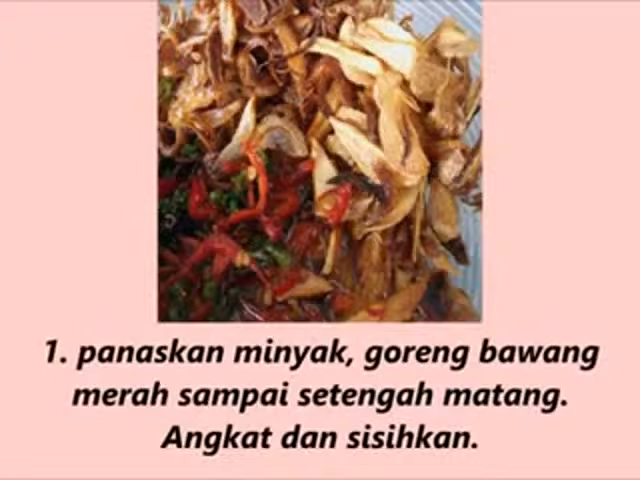 1. panaskan minyak, goreng bawang
merah sampai setengah matang.
Angkat dan sisihkan.